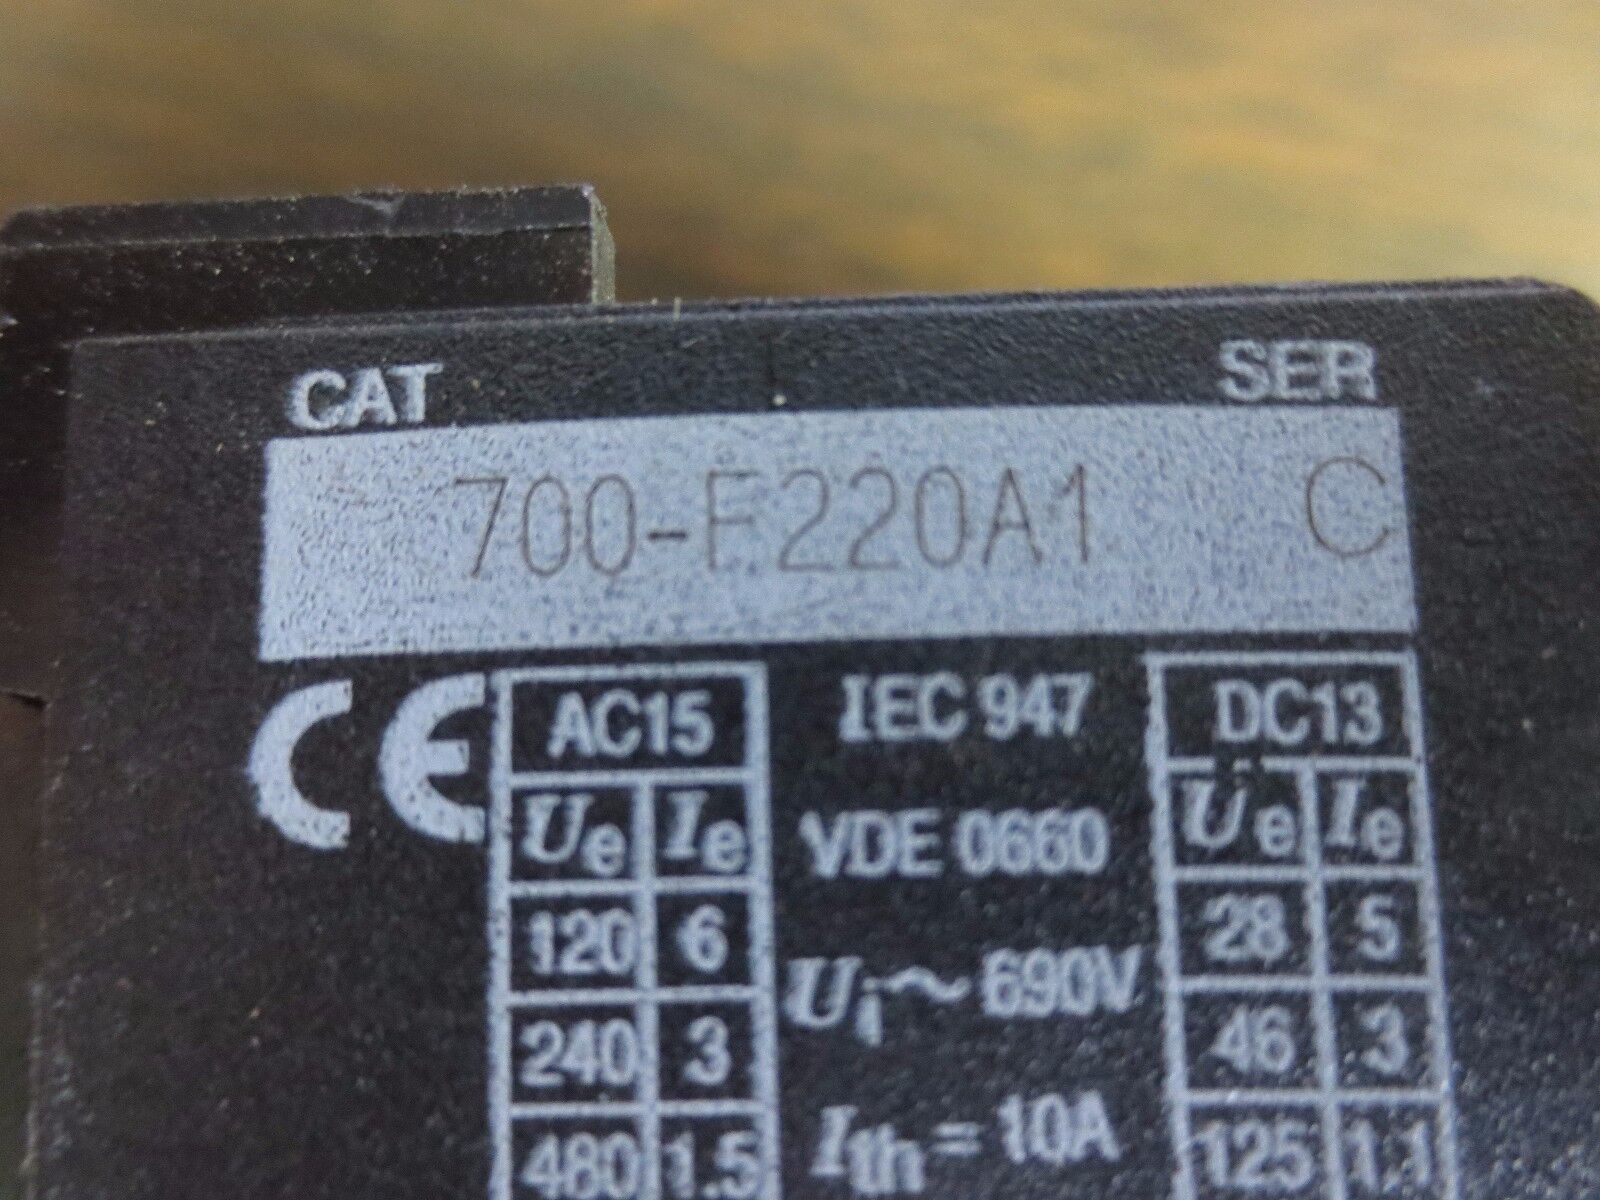 CAT SER
700-F220A1 C
CE AC15 IEC 947 DC13
Ue Ie VDE 0660 Ue Ie
120 6 28 5
Ui~ 690V
240 3 46 3
Ith = 10A
480 1.5 125 1.1